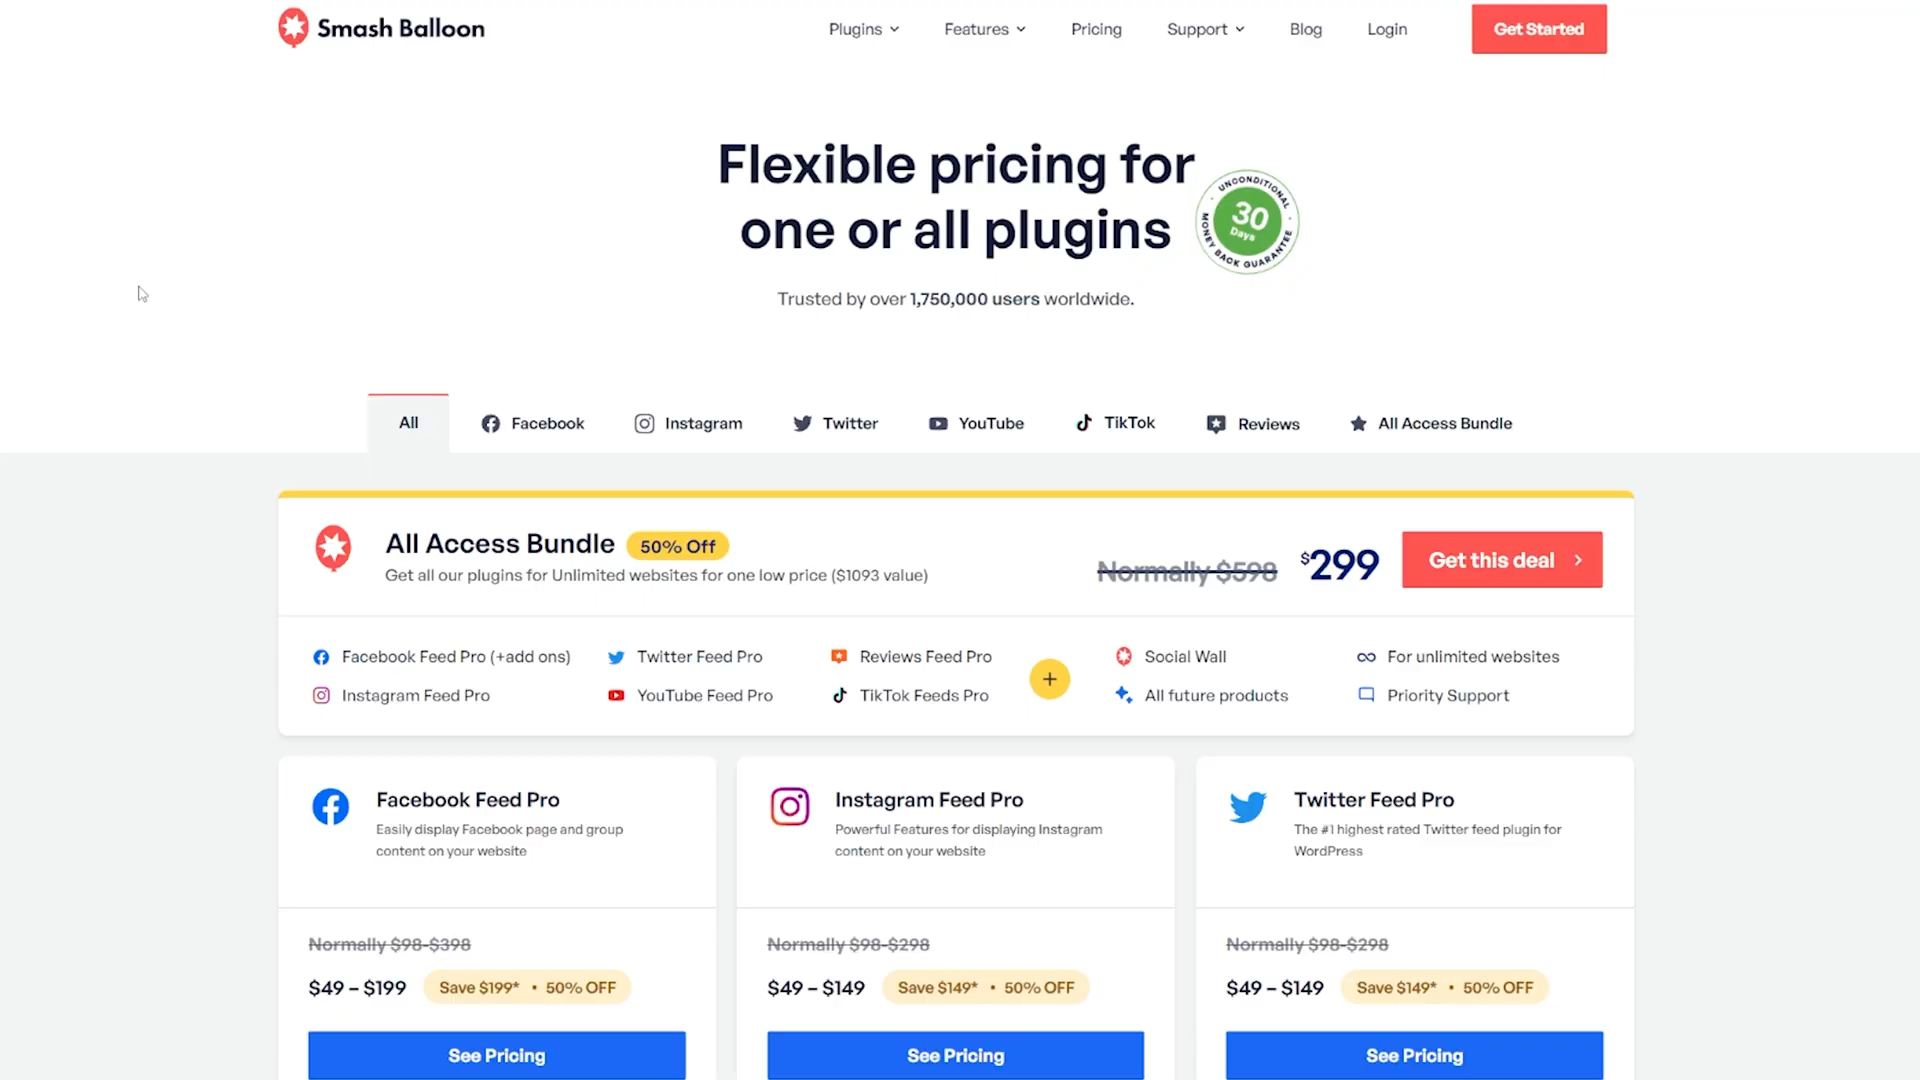 Smash Balloon
Plugins
Features
Pricing
Support
Blog
Login
Get Started
Flexible pricing for
one or all plugins
UNCONDITIONAL
30
Days
MONEY BACK GUARANTEE
Trusted by over 1,750,000 users worldwide.
All
Facebook
Instagram
Twitter
YouTube
TikTok
Reviews
All Access Bundle
All Access Bundle
50% Off
Get all our plugins for Unlimited websites for one low price ($1093 value)
Normally $598
$299
Get this deal
Facebook Feed Pro (+add ons)
Twitter Feed Pro
Reviews Feed Pro
Social Wall
For unlimited websites
Instagram Feed Pro
YouTube Feed Pro
TikTok Feeds Pro
All future products
Priority Support
Facebook Feed Pro
Easily display Facebook page and group
content on your website
Normally $98-$398
$49 – $199
Save $199* • 50% OFF
See Pricing
Instagram Feed Pro
Powerful Features for displaying Instagram
content on your website
Normally $98-$298
$49 – $149
Save $149* • 50% OFF
See Pricing
Twitter Feed Pro
The #1 highest rated Twitter feed plugin for
WordPress
Normally $98-$298
$49 – $149
Save $149* • 50% OFF
See Pricing